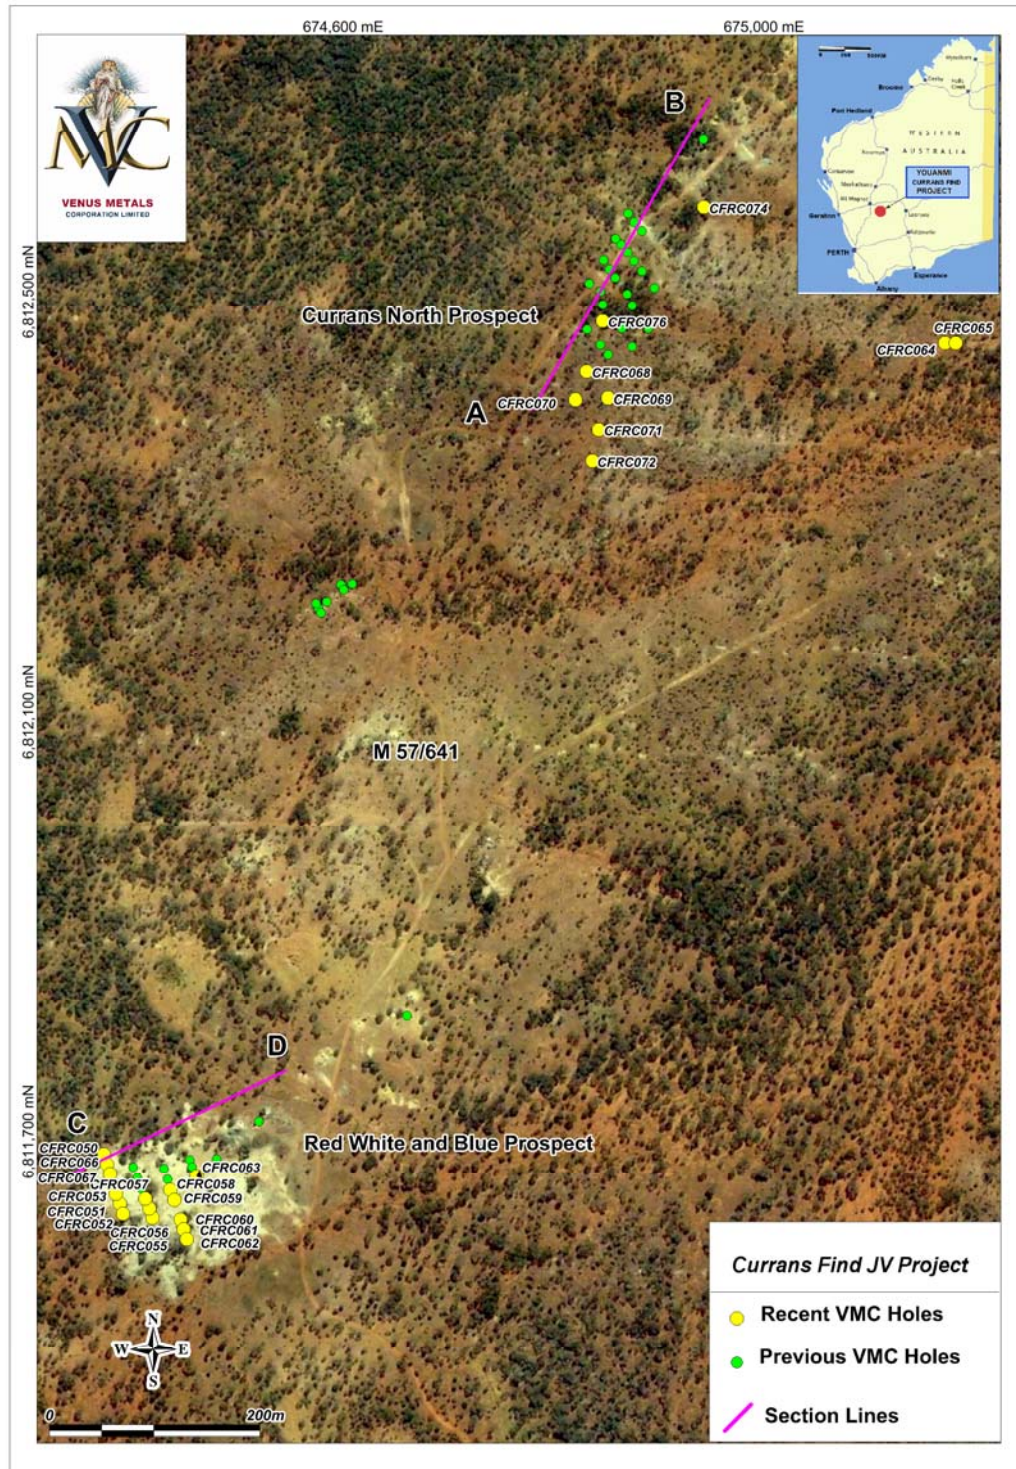 674,600 mE
675,000 mE
VMC
VENUS METALS
CORPORATION LIMITED
B
Broome
Derby
Port Hedland
WESTERN
AUSTRALIA
YOUANMI
CURRANS FIND
PROJECT
Geralton
PERTH
Esperance
Albany
CFRC074
6,812,500 mN
Currans North Prospect
CFRC076
CFRC065
CFRC064
CFRC068
CFRC070
CFRC069
A
CFRC071
CFRC072
6,812,100 mN
M 57/641
D
6,811,700 mN
C
Red White and Blue Prospect
CFRC050
CFRC066
CFRC063
CFRC067
CFRC057
CFRC058
CFRC053
CFRC059
CFRC051
CFRC052
CFRC060
CFRC056
CFRC061
CFRC055
CFRC062
Currans Find JV Project
Recent VMC Holes
Previous VMC Holes
Section Lines
N
W E
S
0 200m